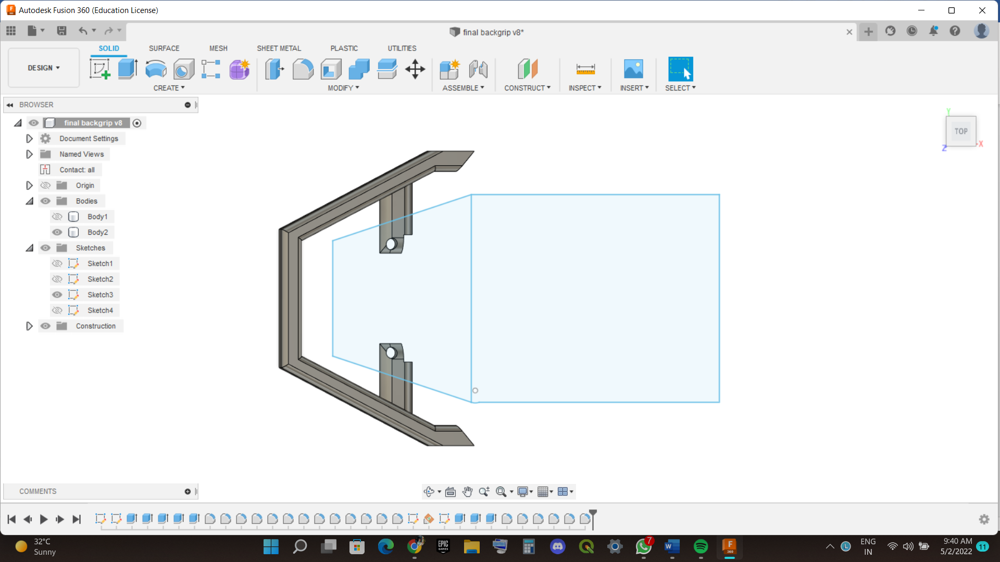 Autodesk Fusion 360 (Education License)
final backgrip v8*
SOLID SURFACE MESH SHEET METAL PLASTIC UTILITIES
DESIGN
CREATE MODIFY ASSEMBLE CONSTRUCT INSPECT INSERT SELECT
BROWSER
final backgrip v8
Document Settings
Named Views
Contact: all
Origin
Bodies
Body1
Body2
Sketches
Sketch1
Sketch2
Sketch3
Sketch4
Construction
Y
TOP
X
Z
COMMENTS
32°C
Sunny
EPIC
GAMES
7
W
F
360
L
ENG
IN
9:40 AM
5/2/2022
11